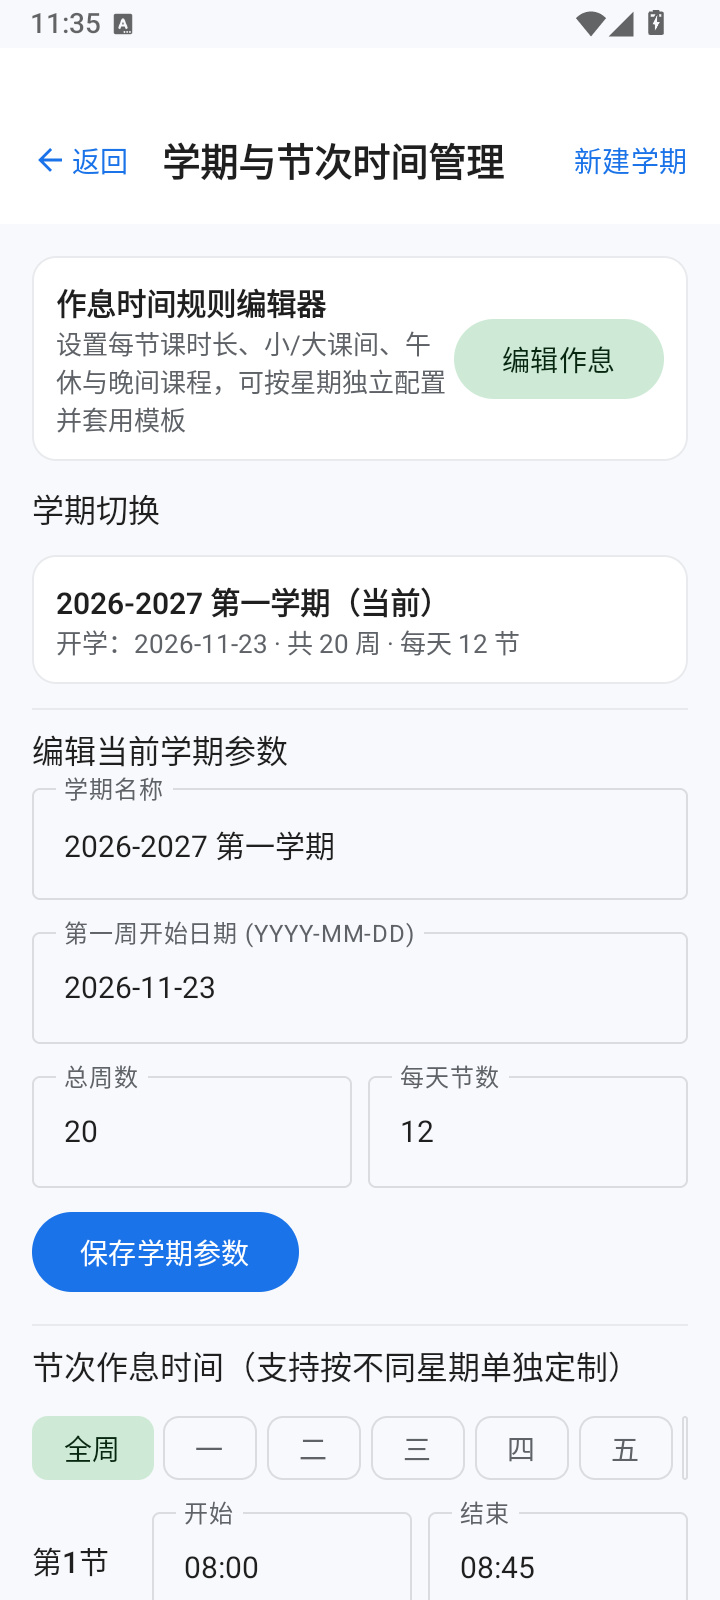 11:35
返回 学期与节次时间管理 新建学期
作息时间规则编辑器
设置每节课时长、小/大课间、午
休与晚间课程，可按星期独立配置
并套用模板
编辑作息
学期切换
2026-2027 第一学期（当前）
开学：2026-11-23 · 共 20 周 · 每天 12 节
编辑当前学期参数
学期名称
2026-2027 第一学期
第一周开始日期 (YYYY-MM-DD)
2026-11-23
总周数 每天节数
20 12
保存学期参数
节次作息时间（支持按不同星期单独定制）
全周 一 二 三 四 五
开始 结束
第1节 08:00 08:45